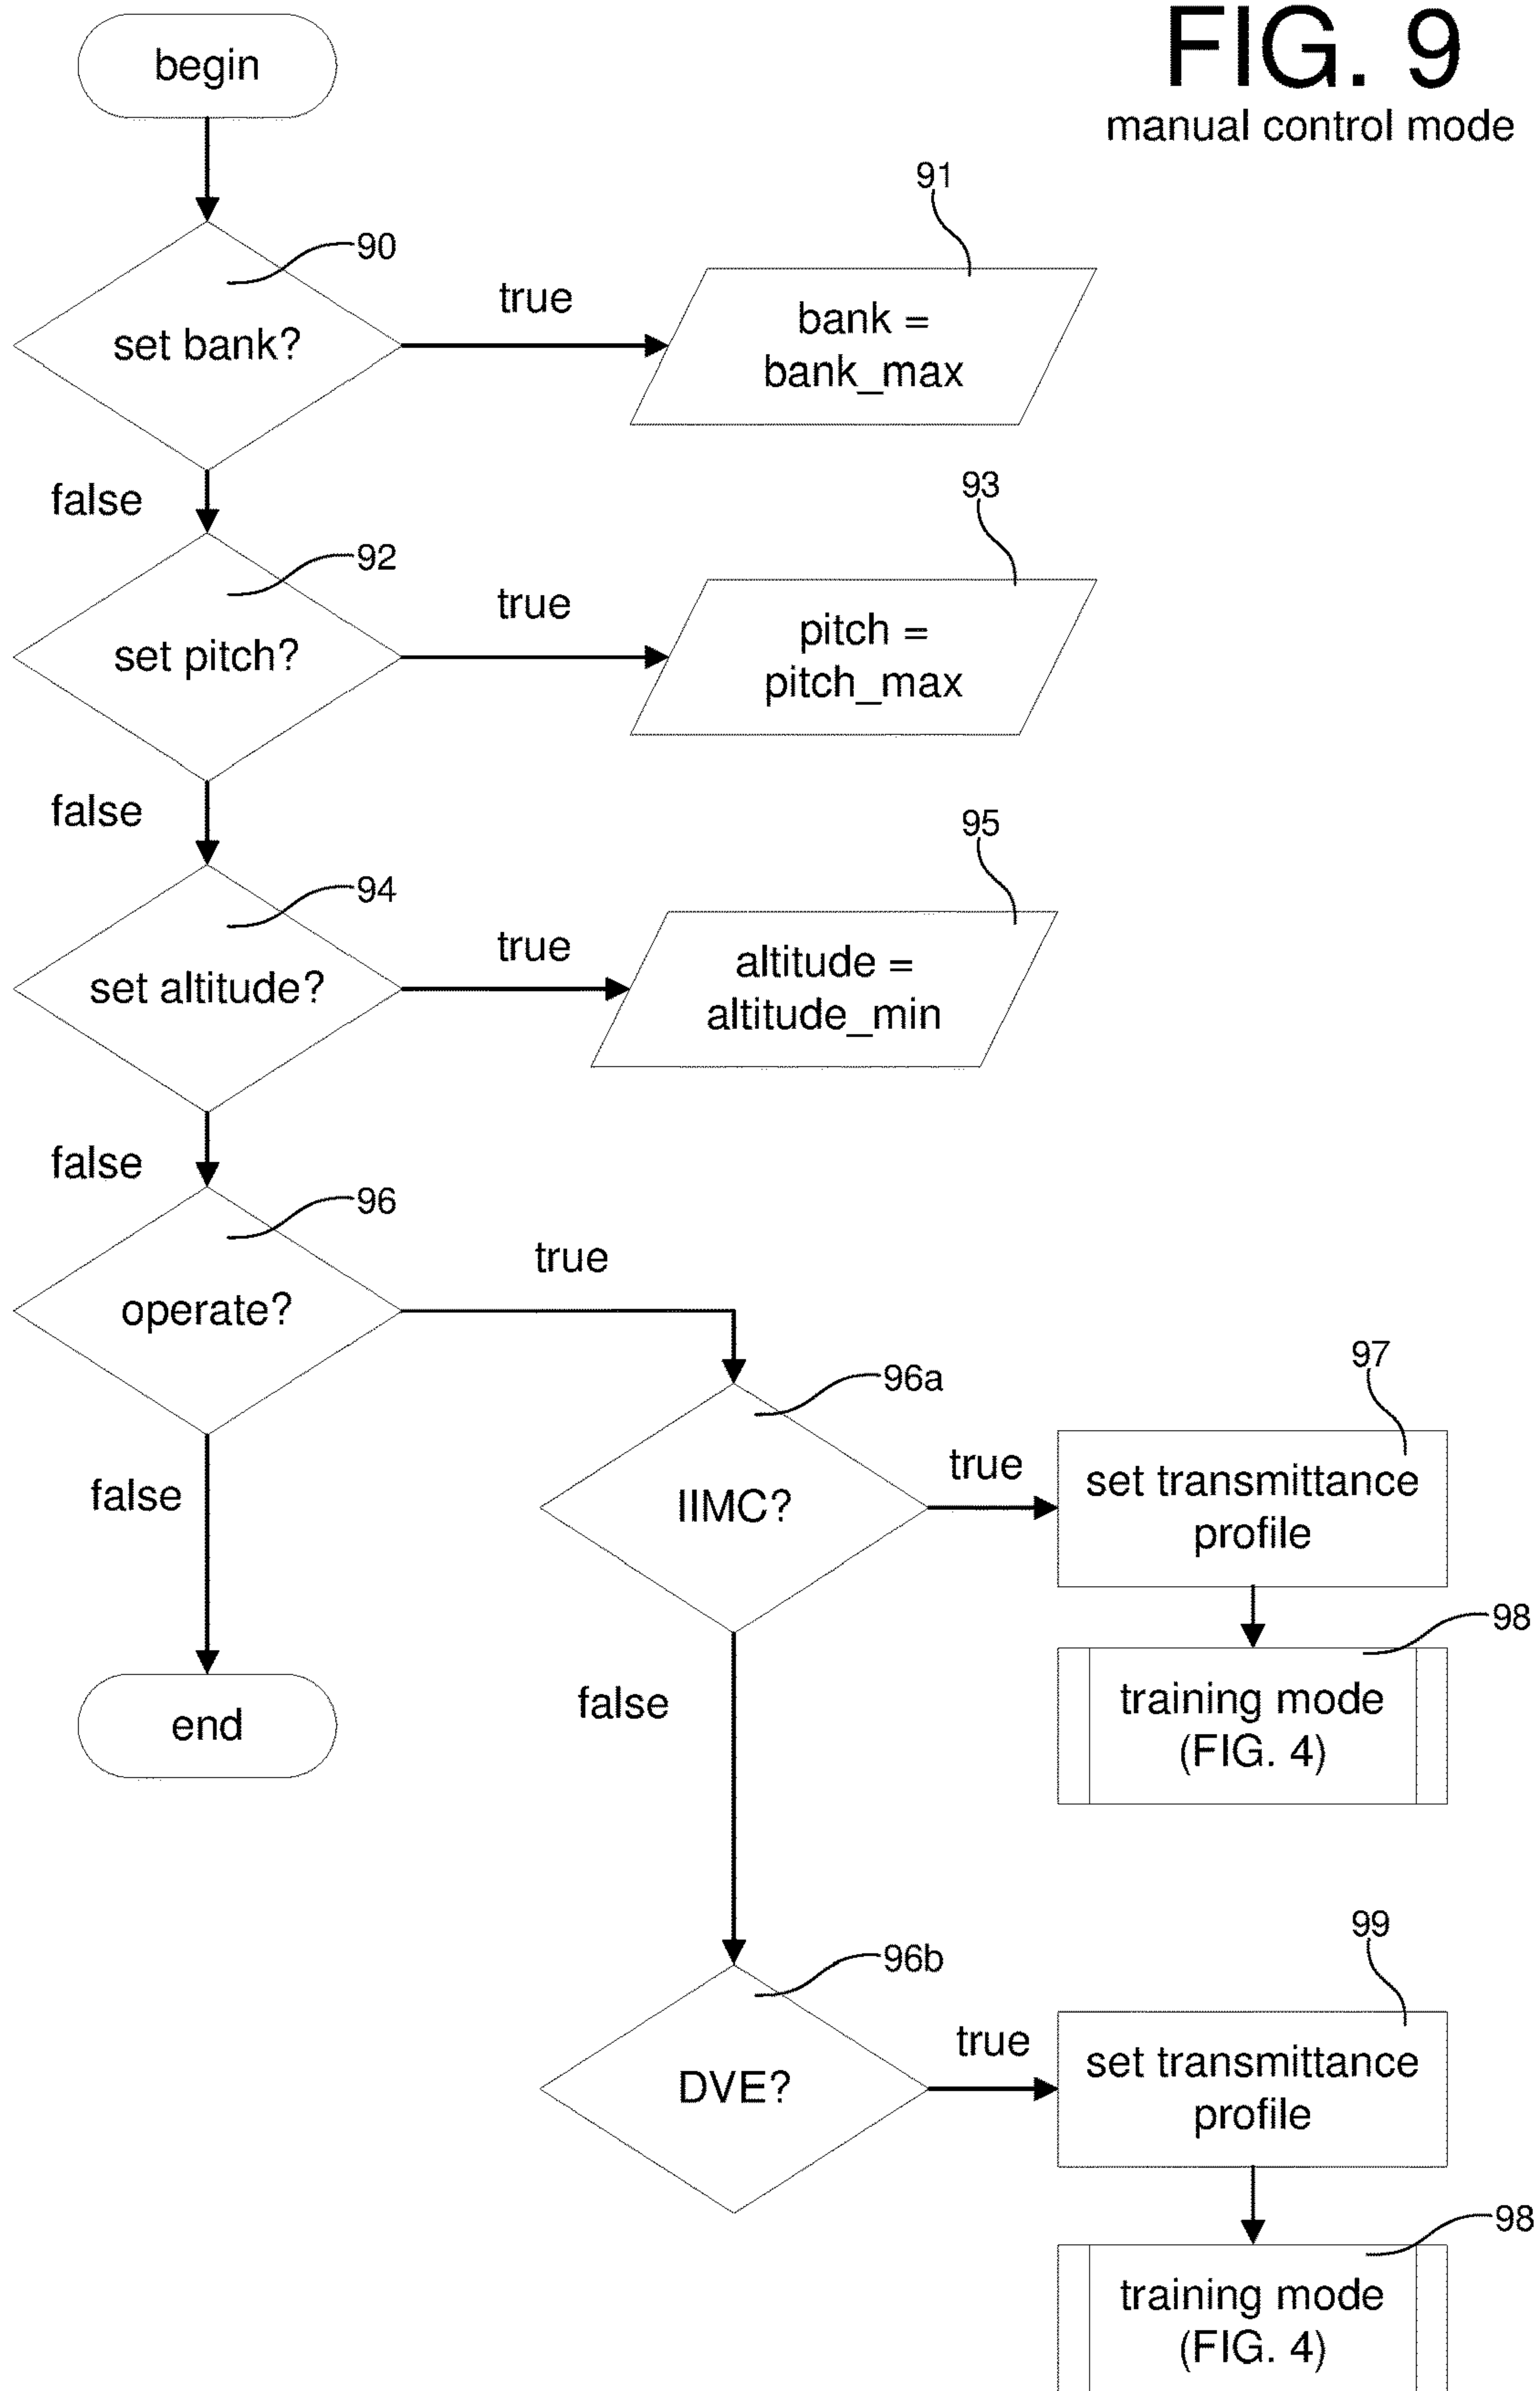 FIG. 9
manual control mode
begin
90
set bank?
true
91
bank =
bank_max
false
92
set pitch?
true
93
pitch =
pitch_max
false
94
set altitude?
true
95
altitude =
altitude_min
false
96
operate?
true
false
end
96a
IIMC?
true
97
set transmittance
profile
98
training mode
(FIG. 4)
false
96b
DVE?
true
99
set transmittance
profile
98
training mode
(FIG. 4)